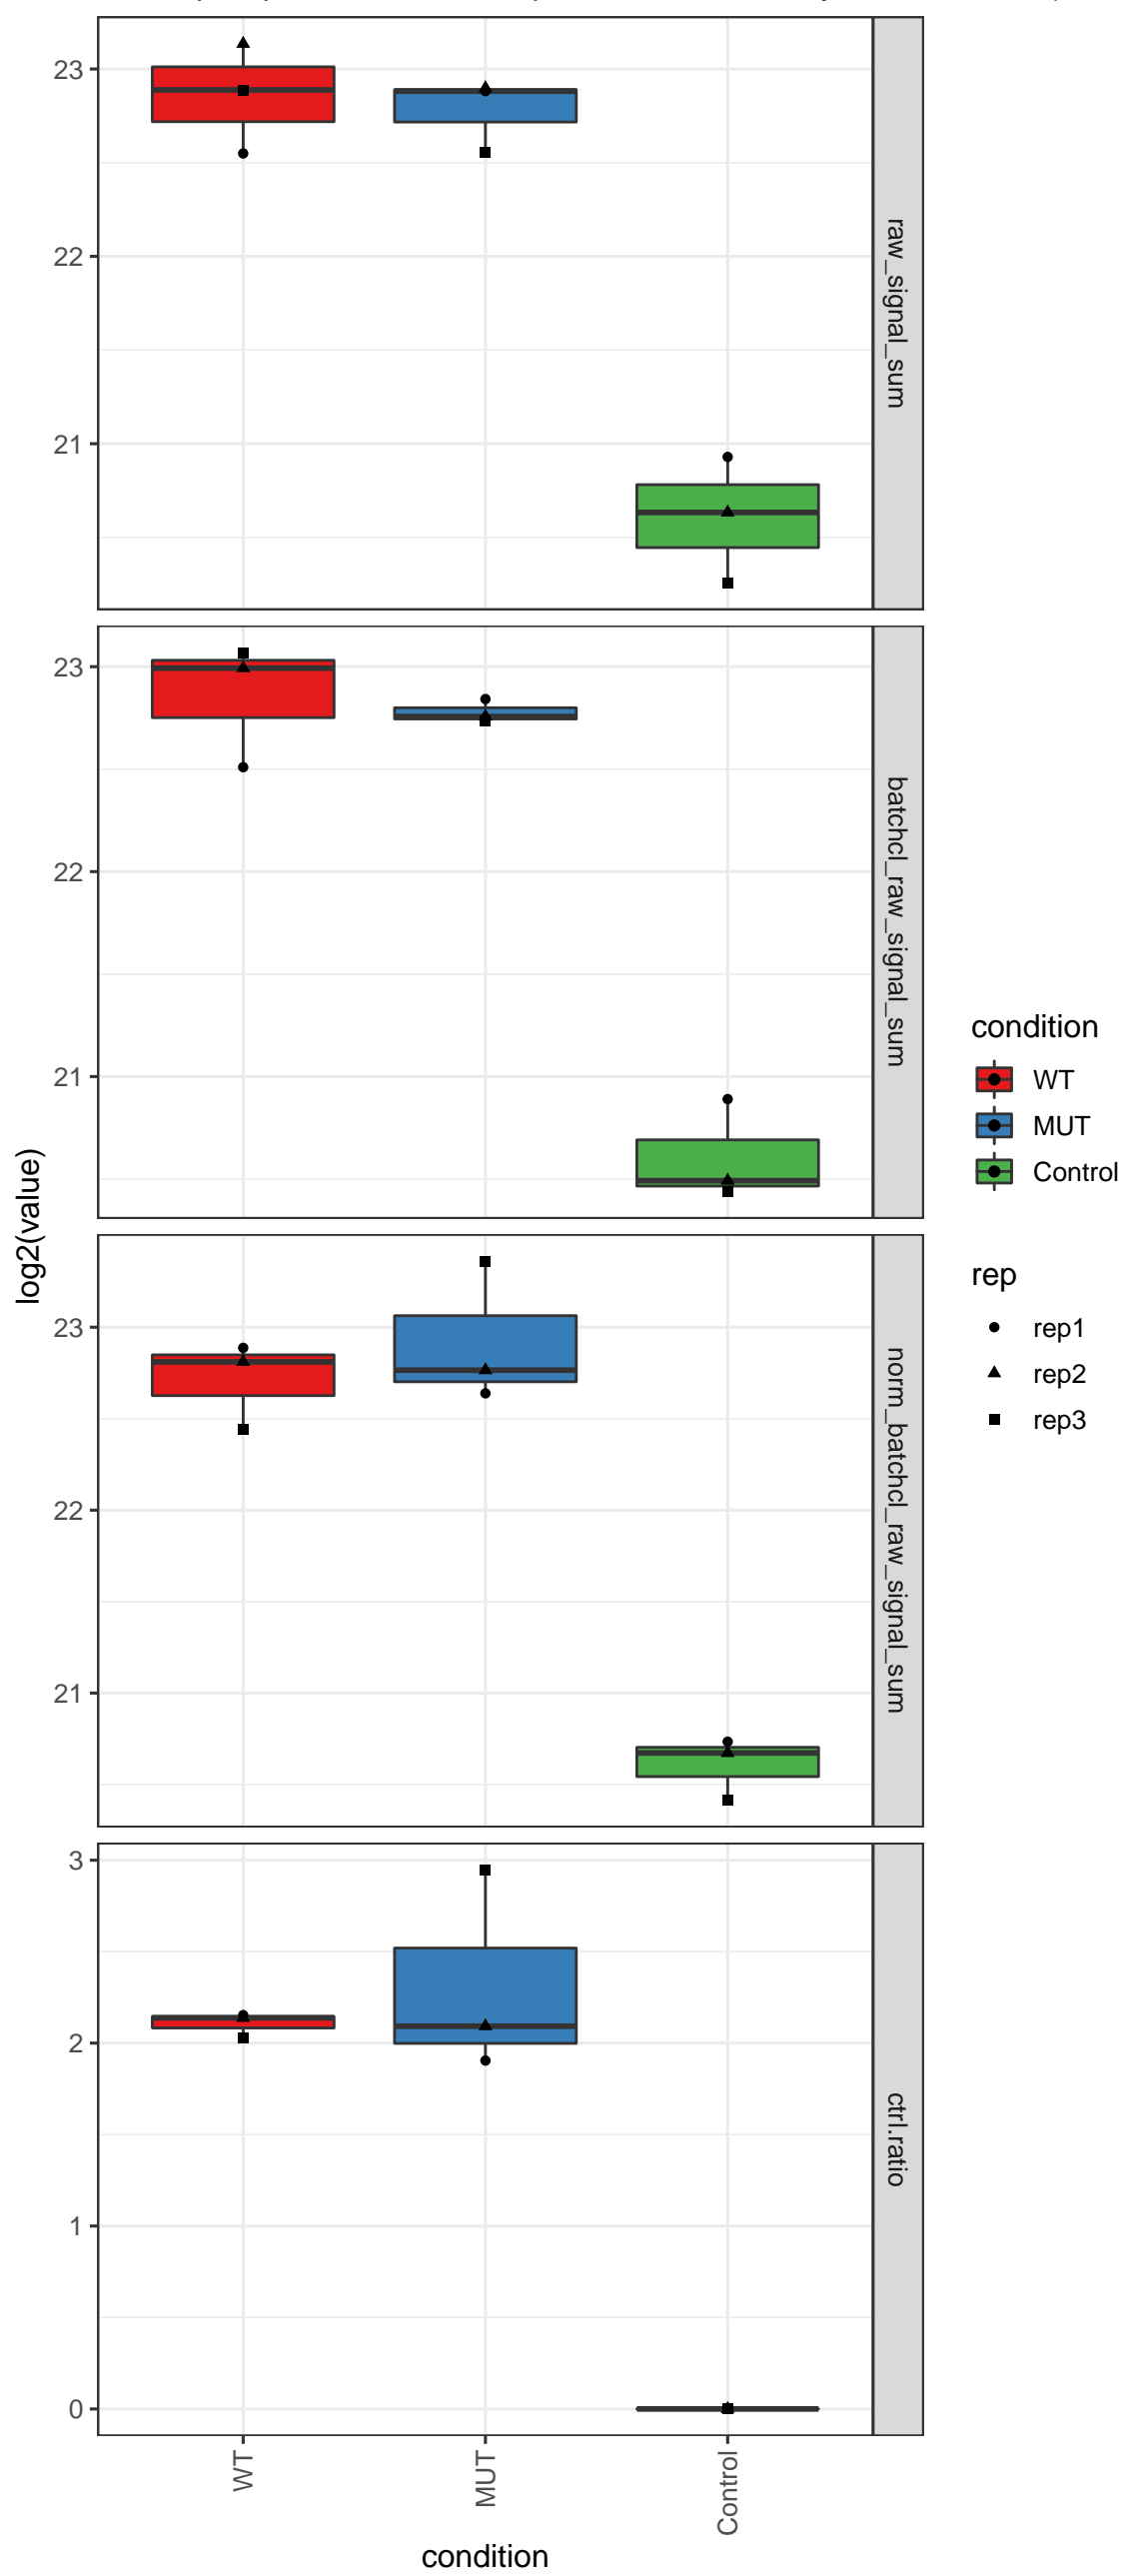 23
22
21
raw_signal_sum
23
22
21
batchcl_raw_signal_sum
23
22
21
norm_batchcl_raw_signal_sum
3
2
1
0
ctrl.ratio
log2(value)
WT
MUT
Control
condition
condition
WT
MUT
Control
rep
rep1
rep2
rep3